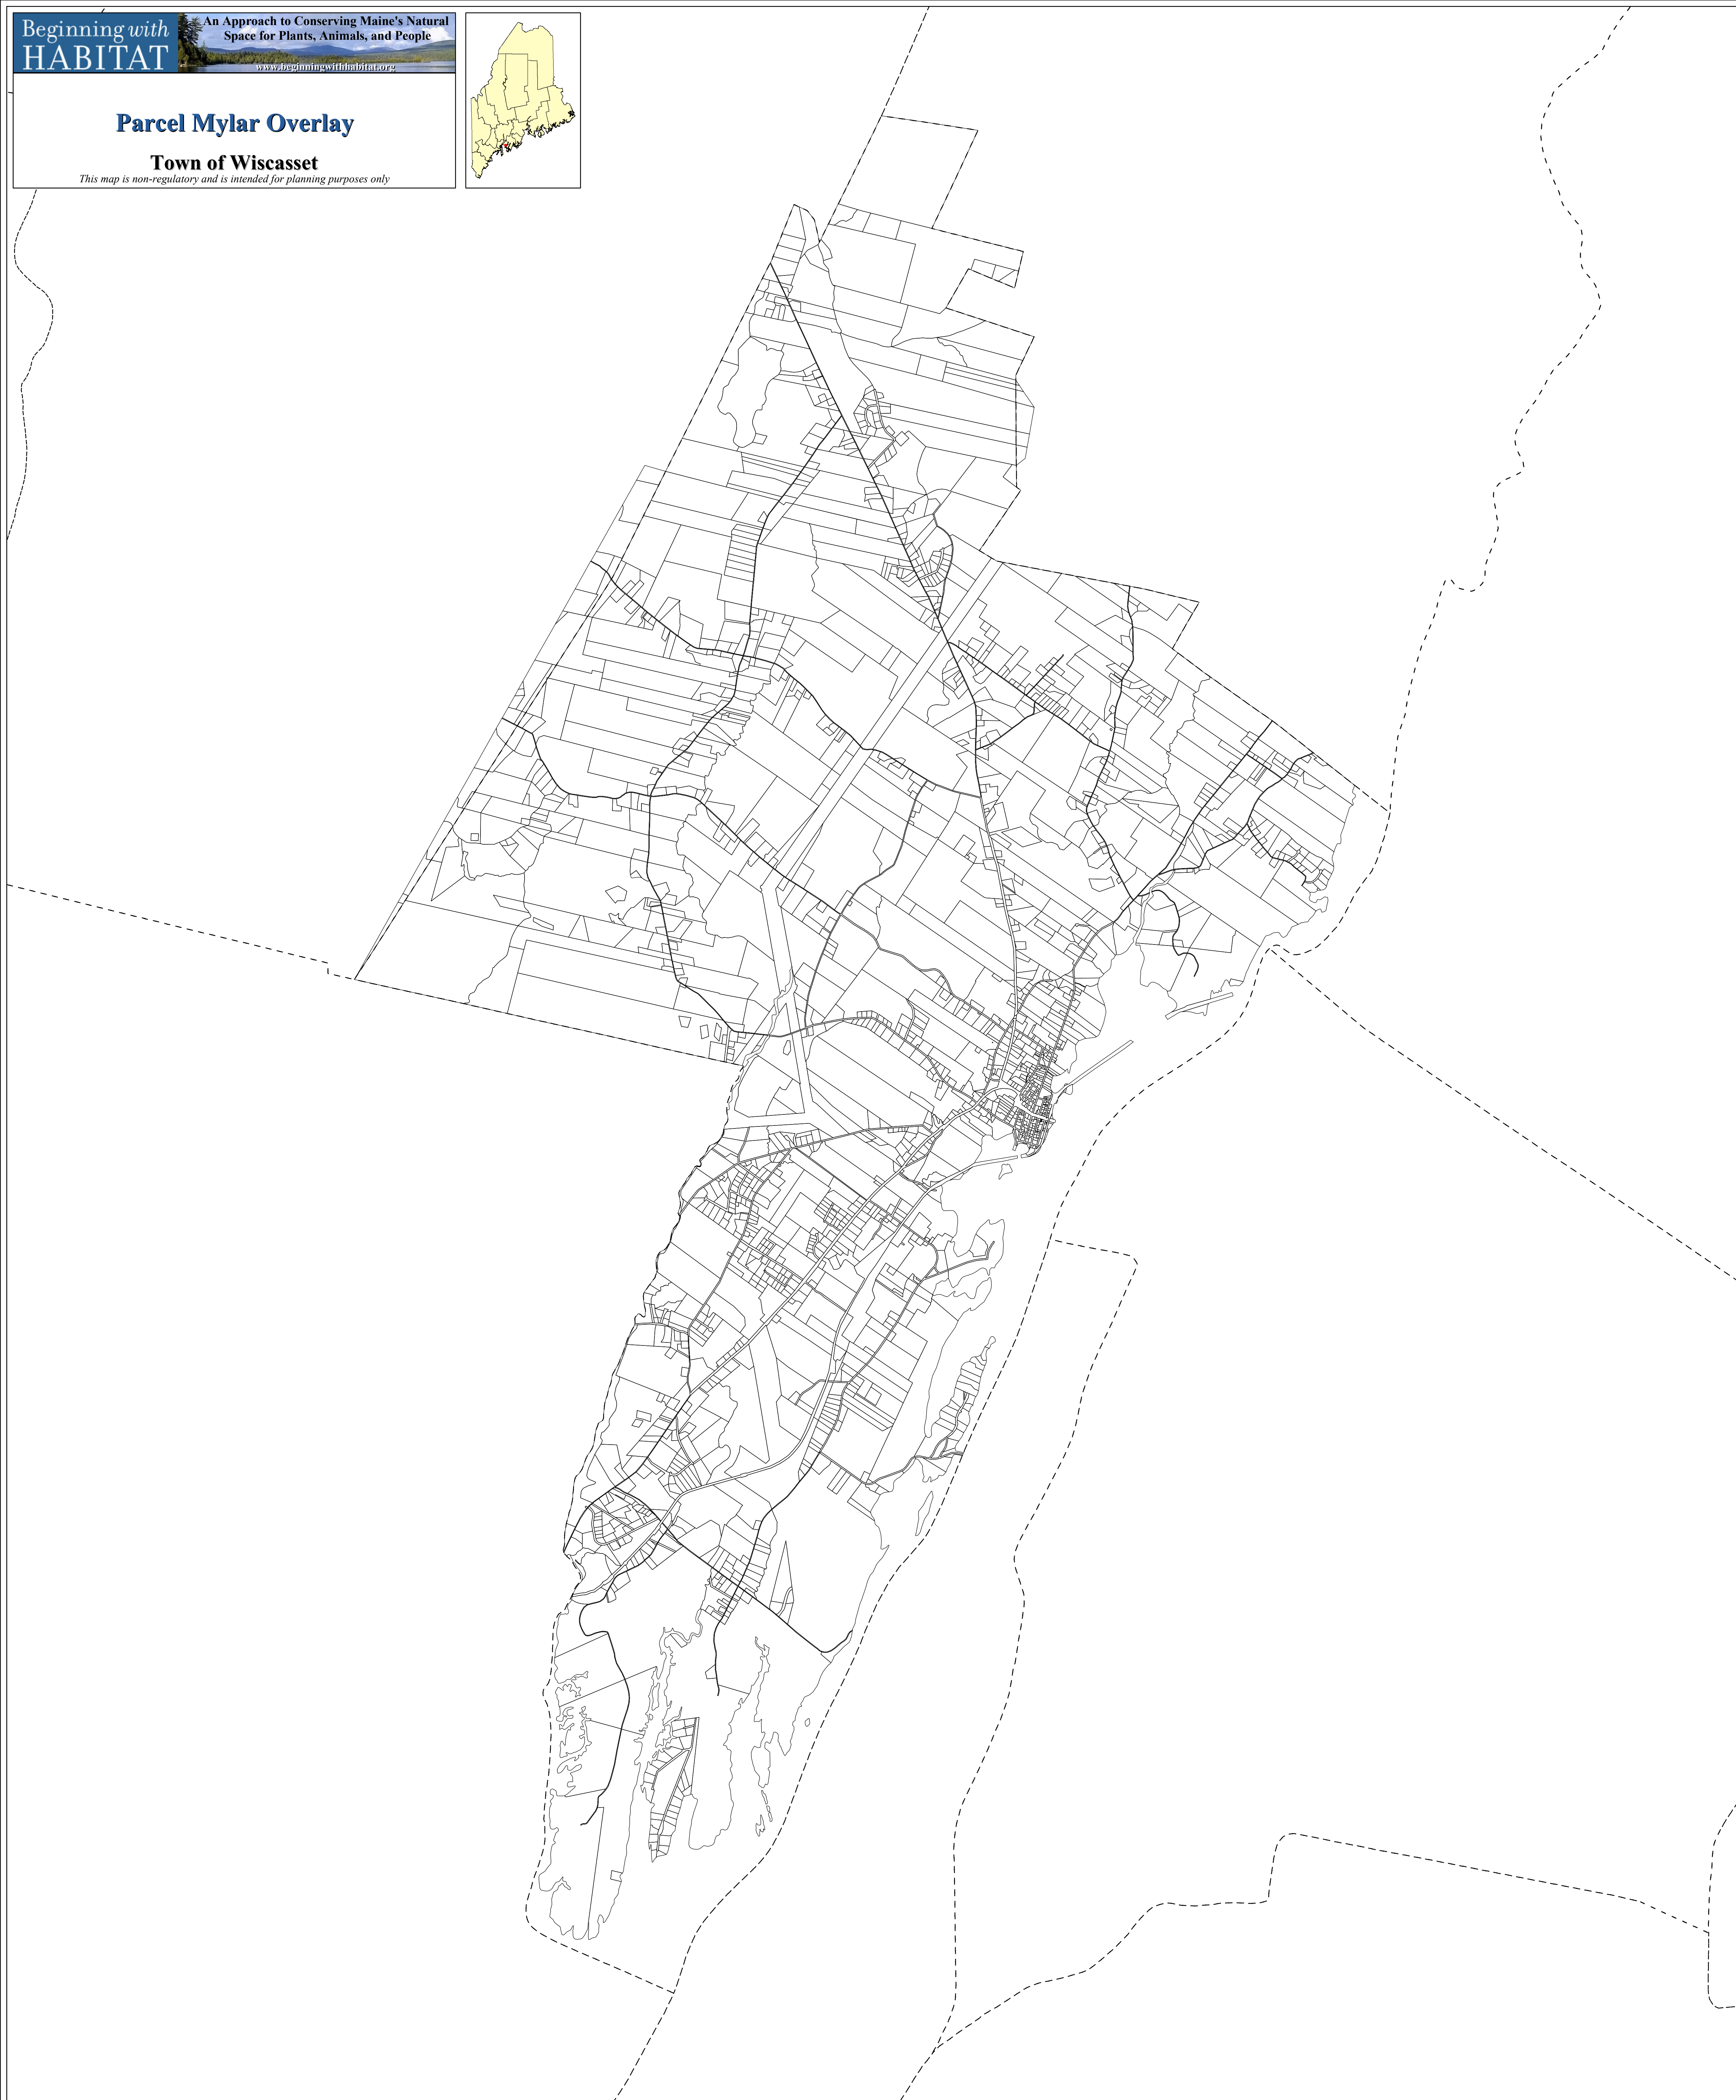 Beginning with
HABITAT
An Approach to Conserving Maine's Natural
Space for Plants, Animals, and People
www.beginningwithhabitat.org
Parcel Mylar Overlay
Town of Wiscasset
This map is non-regulatory and is intended for planning purposes only